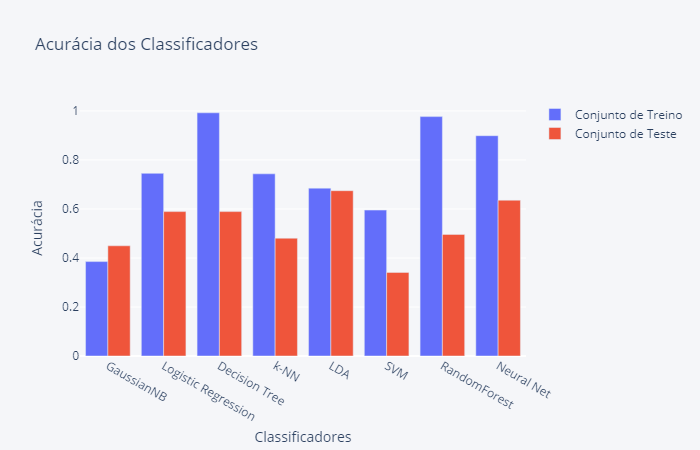 Acurácia dos Classificadores
Conjunto de Treino
Conjunto de Teste
Acurácia
1
0.8
0.6
0.4
0.2
0
GaussianNB
Logistic Regression
Decision Tree
k-NN
LDA
SVM
RandomForest
Neural Net
Classificadores